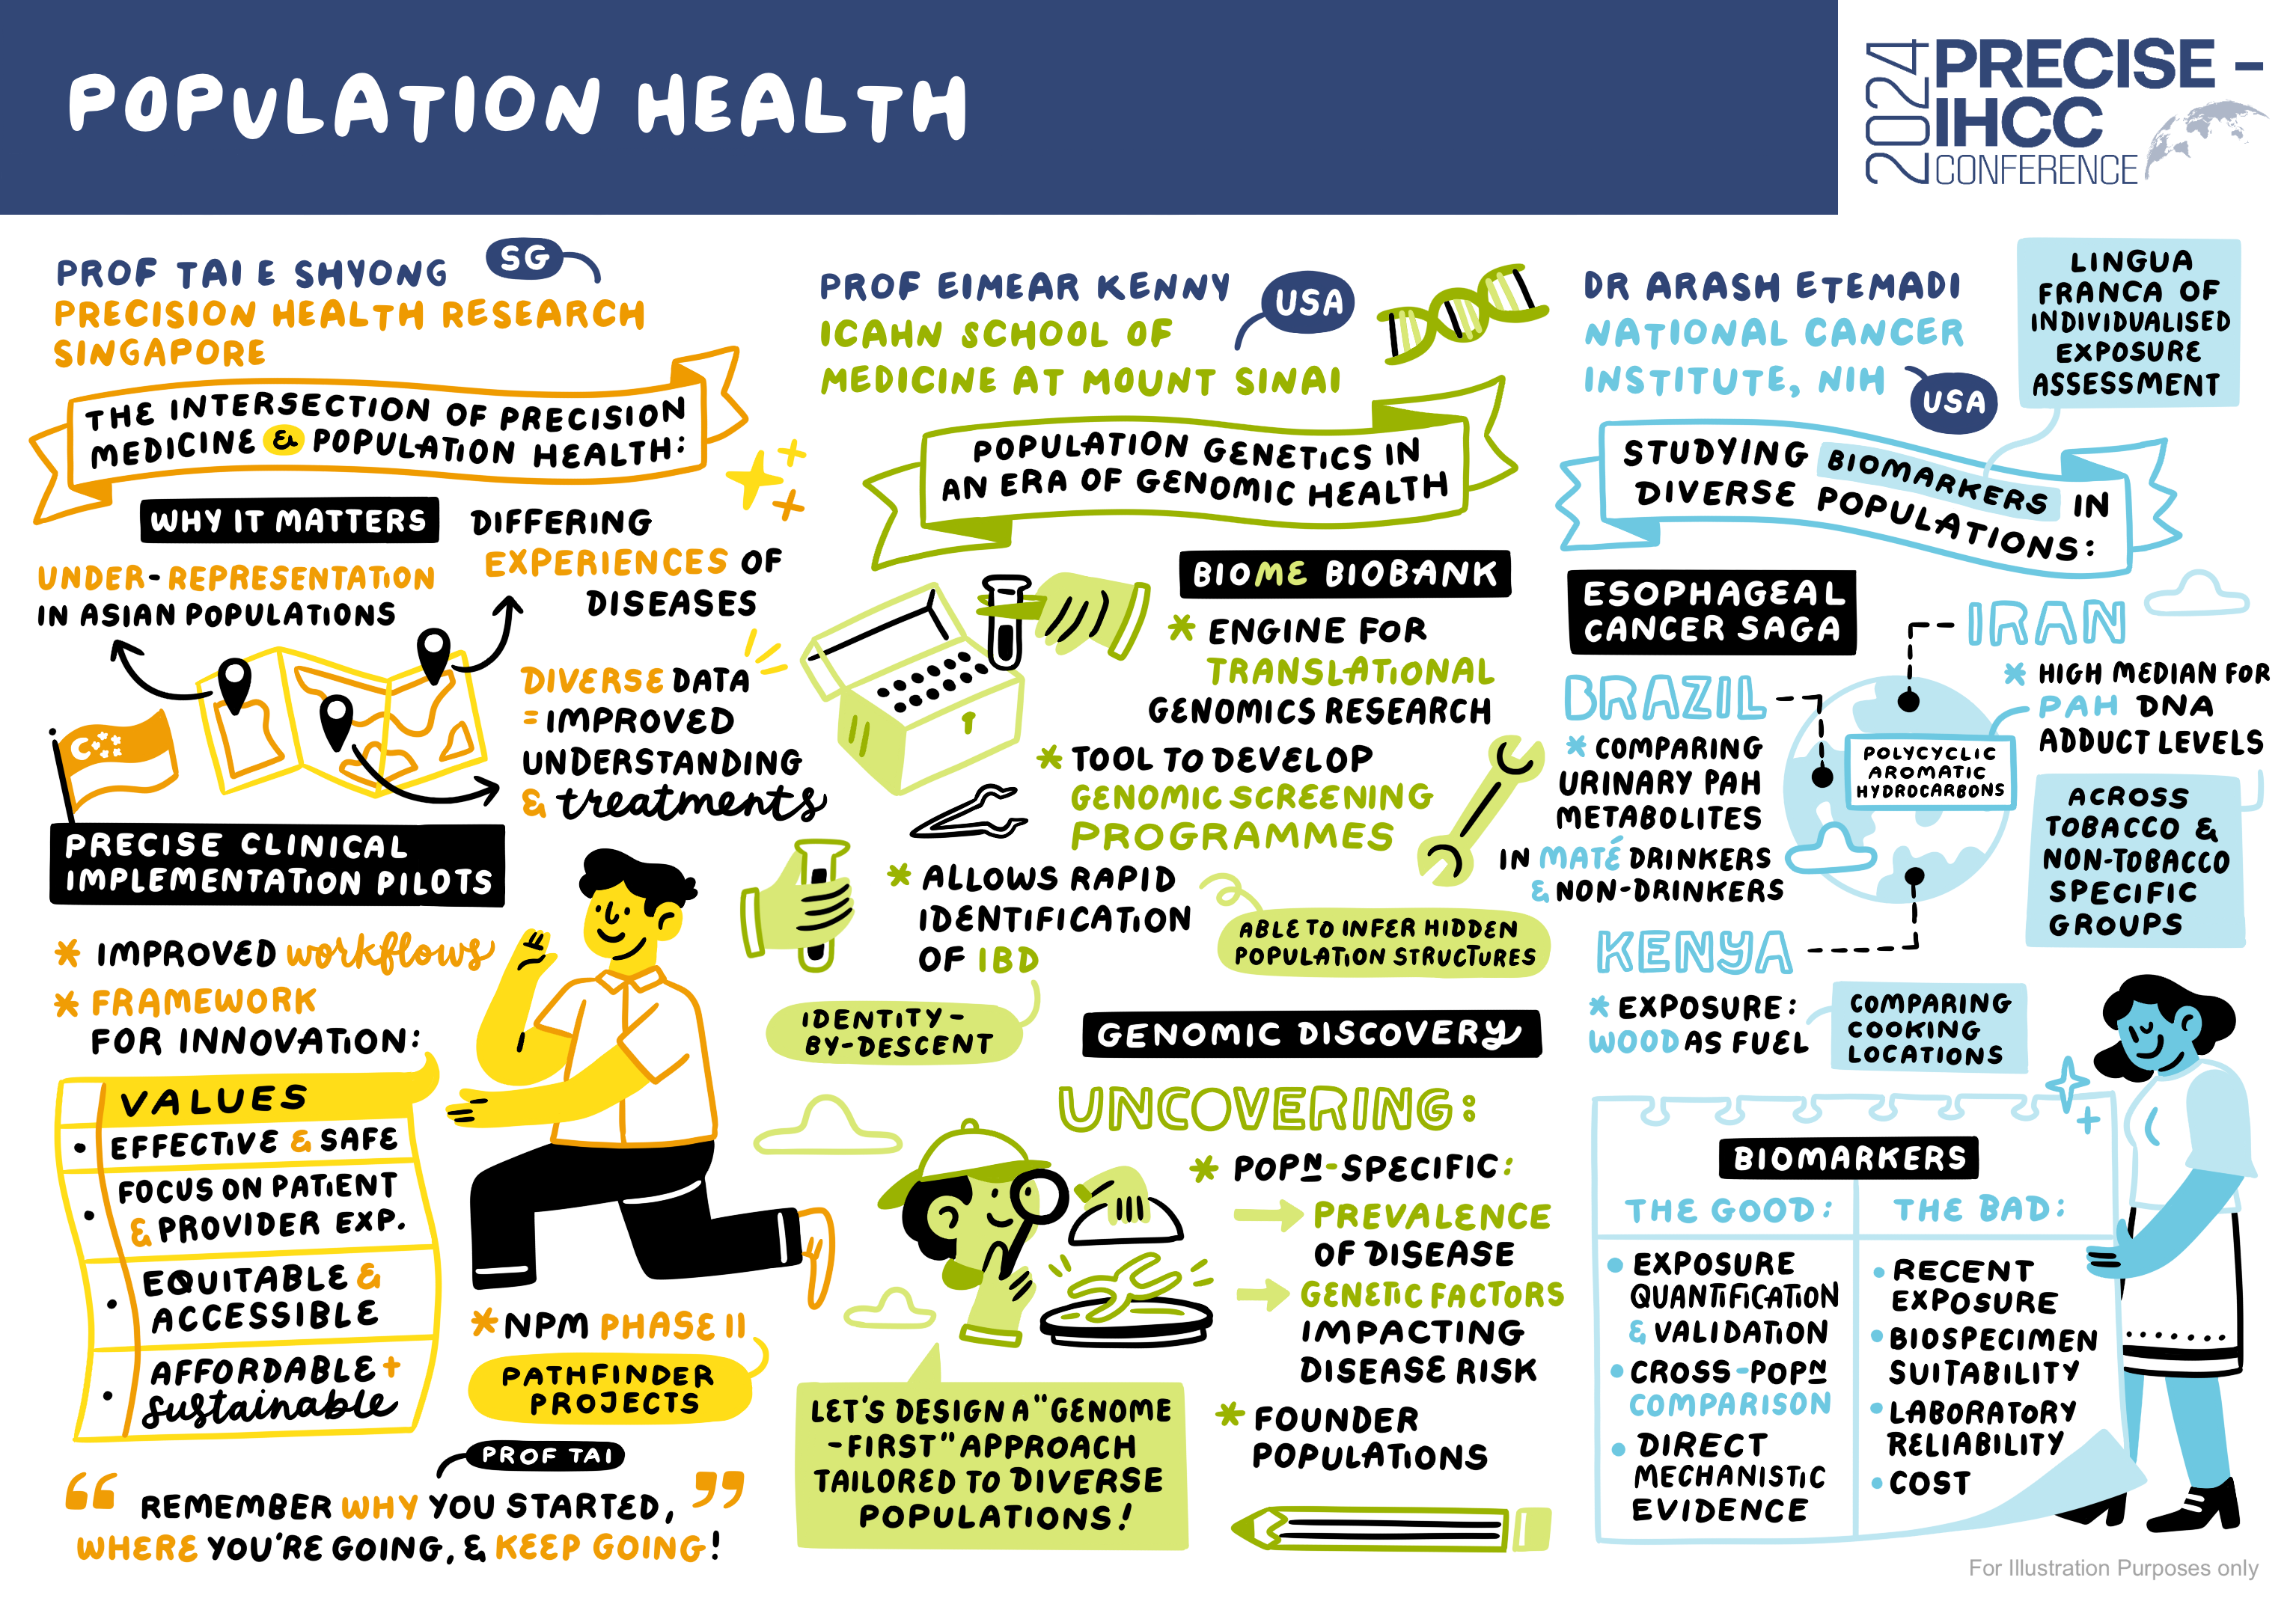 POPULATION HEALTH
2024
PRECISE –
IHCC
CONFERENCE
PROF TAI E SHYONG
SG
PRECISION HEALTH RESEARCH
SINGAPORE
THE INTERSECTION OF PRECISION
MEDICINE & POPULATION HEALTH:
WHY IT MATTERS
UNDER-REPRESENTATION
IN ASIAN POPULATIONS
DIFFERING
EXPERIENCES OF
DISEASES
DIVERSE DATA
= IMPROVED
UNDERSTANDING
& treatments
PRECISE CLINICAL
IMPLEMENTATION PILOTS
* IMPROVED workflows
* FRAMEWORK
FOR INNOVATION:
VALUES
• EFFECTIVE & SAFE
• FOCUS ON PATIENT
& PROVIDER EXP.
• EQUITABLE &
ACCESSIBLE
• AFFORDABLE +
sustainable
* NPM PHASE II
PATHFINDER
PROJECTS
PROF TAI
“ REMEMBER WHY YOU STARTED, ”
WHERE YOU'RE GOING, & KEEP GOING!
PROF EIMEAR KENNY
USA
ICAHN SCHOOL OF
MEDICINE AT MOUNT SINAI
POPULATION GENETICS IN
AN ERA OF GENOMIC HEALTH
BIOME BIOBANK
* ENGINE FOR
TRANSLATIONAL
GENOMICS RESEARCH
* TOOL TO DEVELOP
GENOMIC SCREENING
PROGRAMMES
* ALLOWS RAPID
IDENTIFICATION
OF IBD
ABLE TO INFER HIDDEN
POPULATION STRUCTURES
IDENTITY-
BY-DESCENT
GENOMIC DISCOVERY
UNCOVERING:
* POPN-SPECIFIC:
→ PREVALENCE
OF DISEASE
→ GENETIC FACTORS
IMPACTING
DISEASE RISK
* FOUNDER
POPULATIONS
LET'S DESIGN A "GENOME
-FIRST" APPROACH
TAILORED TO DIVERSE
POPULATIONS!
DR ARASH ETEMADI
NATIONAL CANCER
INSTITUTE, NIH
USA
LINGUA
FRANCA OF
INDIVIDUALISED
EXPOSURE
ASSESSMENT
STUDYING BIOMARKERS IN
DIVERSE POPULATIONS:
ESOPHAGEAL
CANCER SAGA
IRAN
* HIGH MEDIAN FOR
PAH DNA
ADDUCT LEVELS
ACROSS
TOBACCO &
NON-TOBACCO
SPECIFIC
GROUPS
POLYCYCLIC
AROMATIC
HYDROCARBONS
BRAZIL
* COMPARING
URINARY PAH
METABOLITES
IN MATÉ DRINKERS
& NON-DRINKERS
KENYA
* EXPOSURE:
WOOD AS FUEL
COMPARING
COOKING
LOCATIONS
BIOMARKERS
THE GOOD:
• EXPOSURE
QUANTIFICATION
& VALIDATION
• CROSS-POPN
COMPARISON
• DIRECT
MECHANISTIC
EVIDENCE
THE BAD:
• RECENT
EXPOSURE
• BIOSPECIMEN
SUITABILITY
• LABORATORY
RELIABILITY
• COST
For Illustration Purposes only